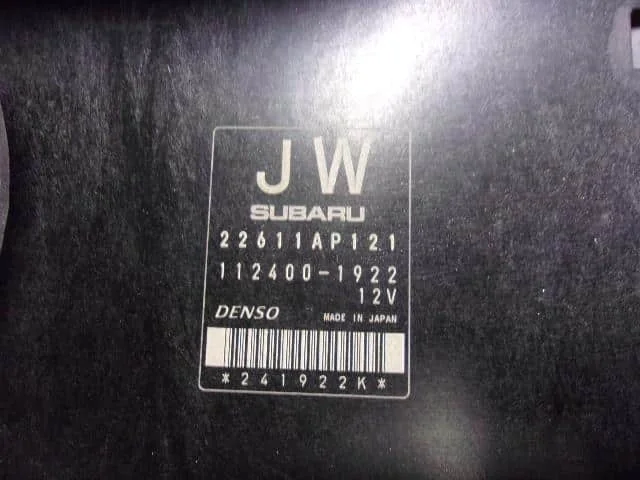 JW
SUBARU
22611AP121
112400-1922
12V
DENSO MADE IN JAPAN
*241922K*